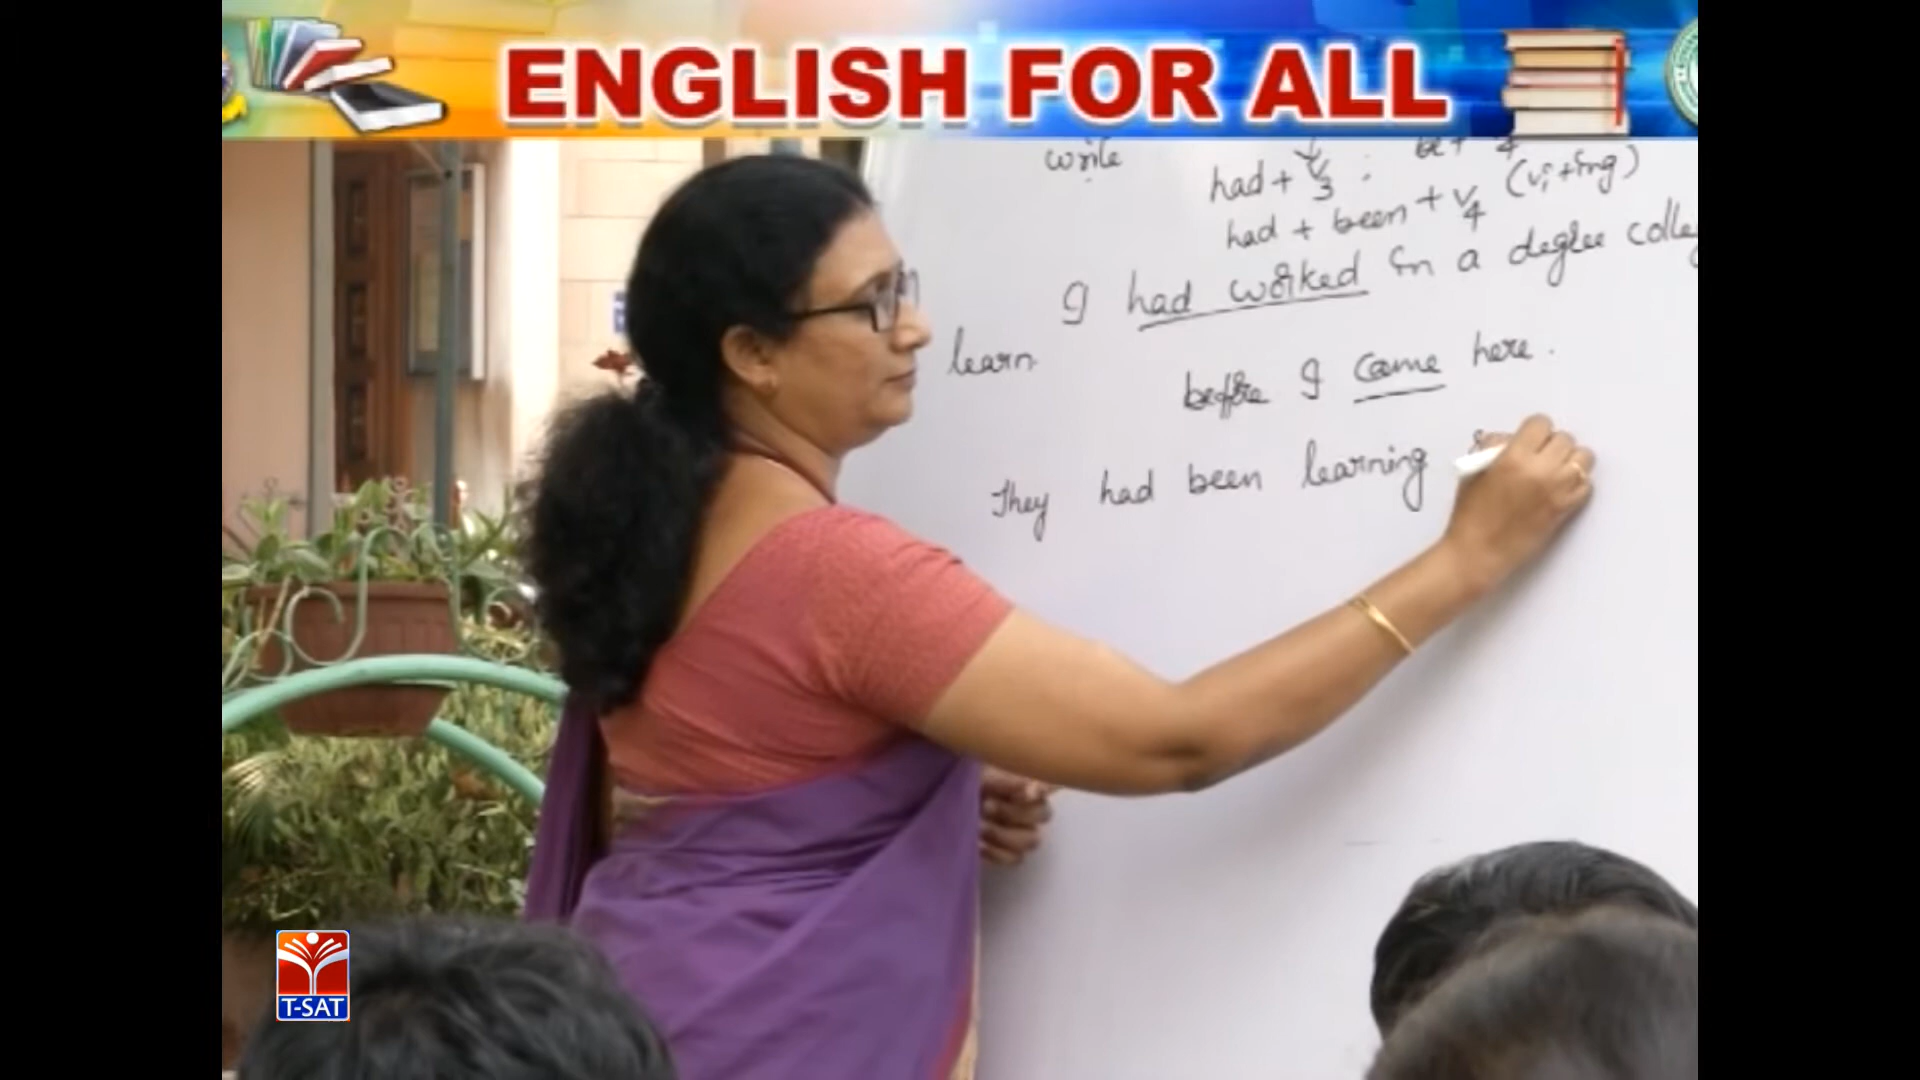 ENGLISH FOR ALL
write
had + V3 :
had + been + V4 (V1+ing)
I had worked in a degree
learn
before I came here.
They had been learning
T-SAT